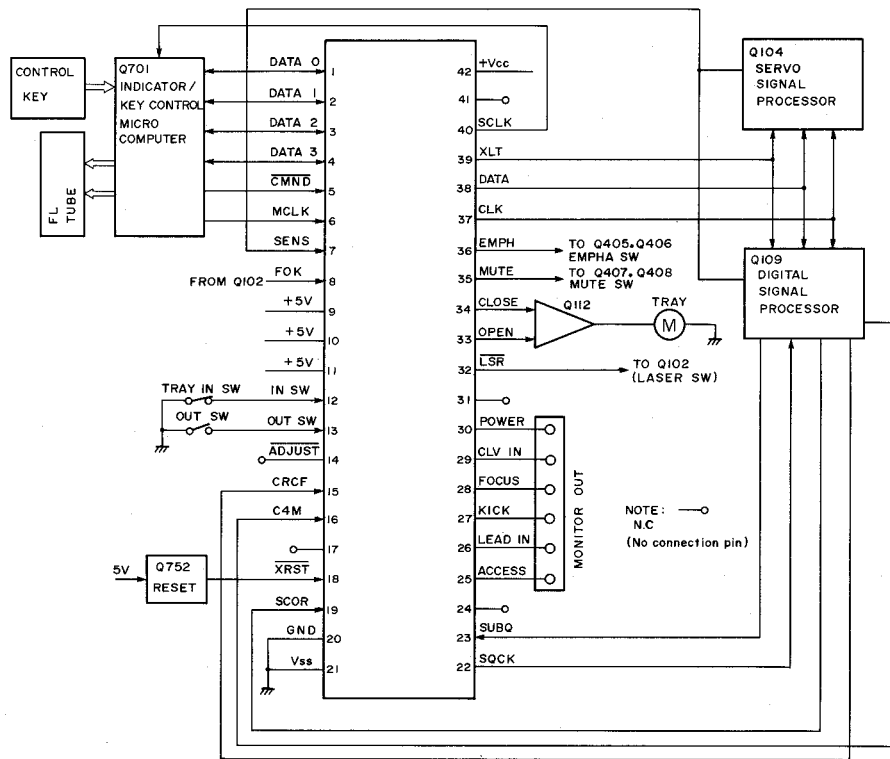 CONTROL
KEY
FL
TUBE
Q701
INDICATOR/
KEY CONTROL
MICRO
COMPUTER
DATA 0
DATA 1
DATA 2
DATA 3
CMND
MCLK
SENS
FROM Q102
FOK
+5V
+5V
+5V
TRAY IN SW
IN SW
OUT SW
OUT SW
ADJUST
CRCF
C4M
5V
Q752
RESET
XRST
SCOR
GND
Vss
1
2
3
4
5
6
7
8
9
10
11
12
13
14
15
16
17
18
19
20
21
42
41
40
39
38
37
36
35
34
33
32
31
30
29
28
27
26
25
24
23
22
+Vcc
SCLK
XLT
DATA
CLK
EMPH
TO Q405.Q406
EMPHA SW
MUTE
TO Q407.Q408
MUTE SW
CLOSE
OPEN
Q112
TRAY
M
LSR
TO Q102
(LASER SW)
POWER
CLV IN
FOCUS
KICK
LEAD IN
ACCESS
MONITOR OUT
SUBQ
SQCK
NOTE:
N.C
(No connection pin)
Q104
SERVO
SIGNAL
PROCESSOR
Q109
DIGITAL
SIGNAL
PROCESSOR